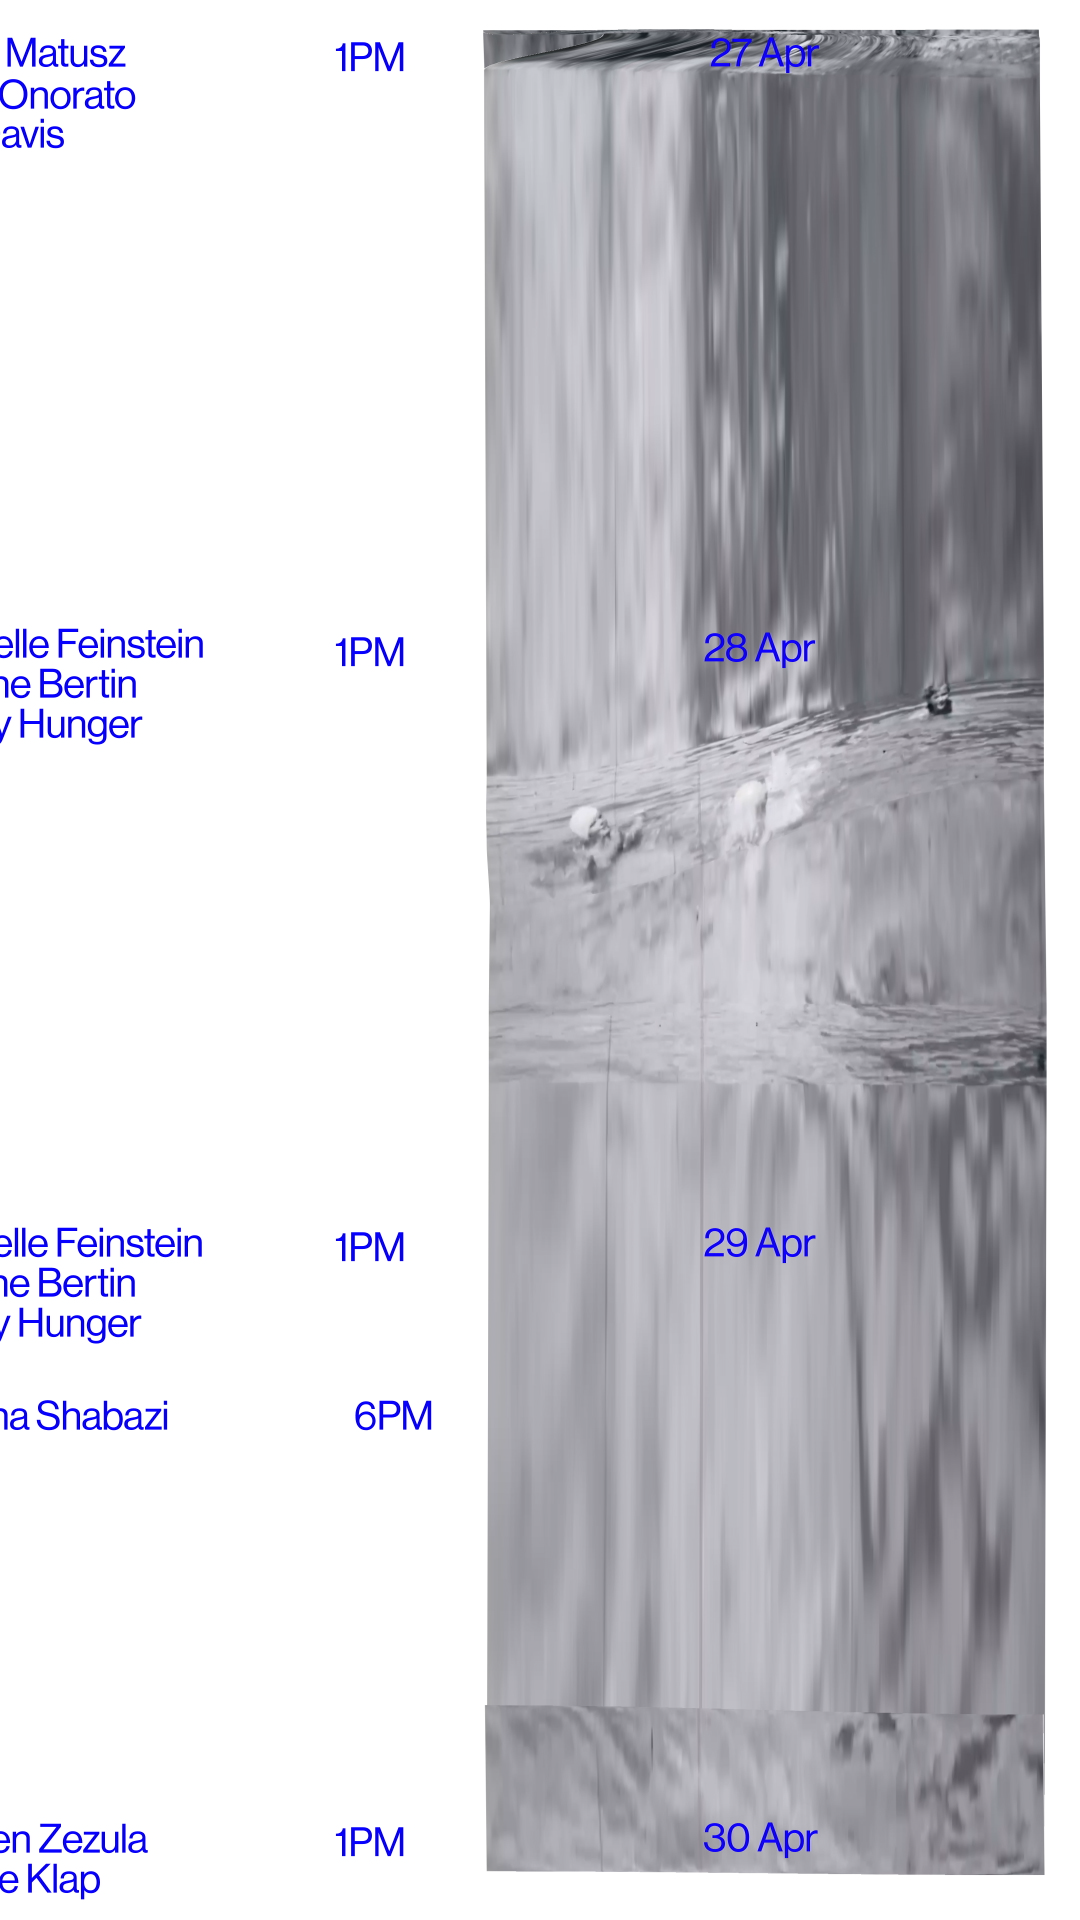 Matusz 1PM 27 Apr
Onorato
avis
elle Feinstein 1PM 28 Apr
ne Bertin
y Hunger
elle Feinstein 1PM 29 Apr
ne Bertin
y Hunger
na Shabazi 6PM
en Zezula 1PM 30 Apr
e Klap